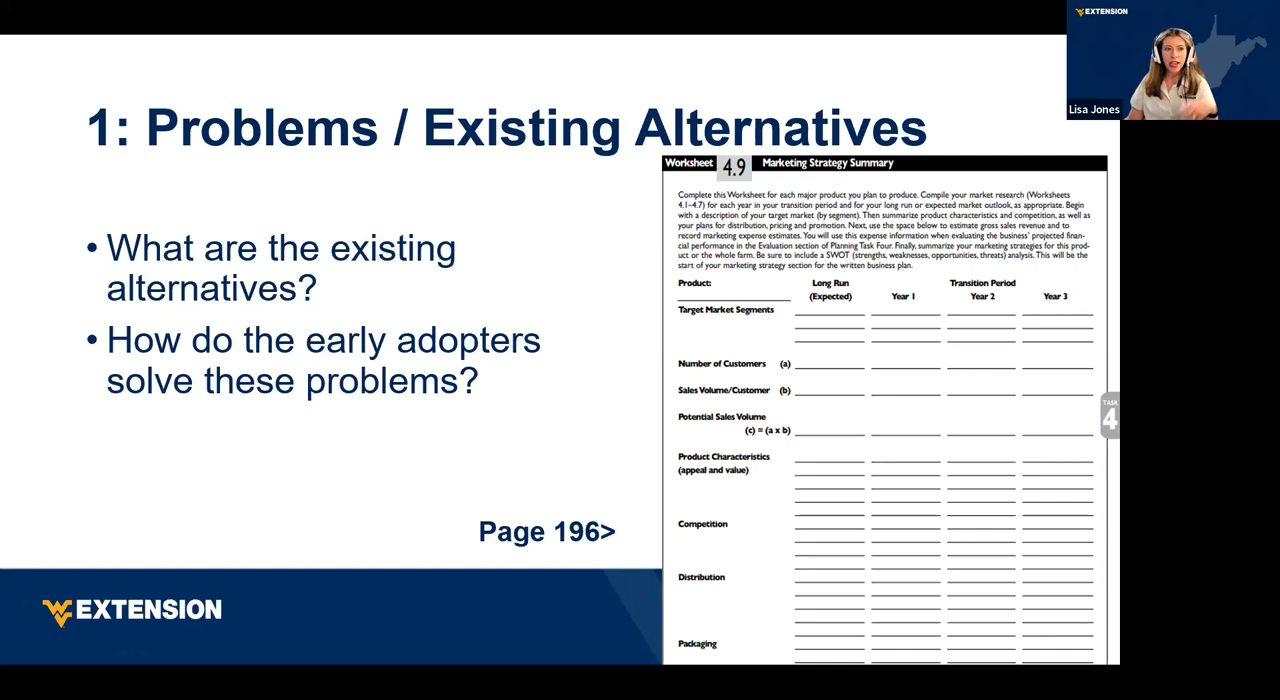 EXTENSION
Lisa Jones
1: Problems / Existing Alternatives
• What are the existing
alternatives?
• How do the early adopters
solve these problems?
Page 196>
EXTENSION
Worksheet 4.9 Marketing Strategy Summary
Complete this Worksheet for each major product you plan to produce. Compile your market research (Worksheets
4.1–4.7) for each year in your transition period and for your long run or expected market outlook, as appropriate. Begin
with a description of your target market (by segment). Then summarize product characteristics and competition, as well as
your plans for distribution, pricing and promotion. Next, use the space below to estimate gross sales revenue and to
record marketing expense estimates. You will use this expense information when evaluating the business' projected finan-
cial performance in the Evaluation section of Planning Task Four. Finally, summarize your marketing strategies for this prod-
uct or the whole farm. Be sure to include a SWOT (strengths, weaknesses, opportunities, threats) analysis. This will be the
start of your marketing strategy section for the written business plan.
Product: Long Run Transition Period
(Expected) Year 1 Year 2 Year 3
Target Market Segments
Number of Customers (a)
Sales Volume/Customer (b)
Potential Sales Volume
(c) = (a x b)
Product Characteristics
(appeal and value)
Competition
Distribution
Packaging
TASK
4